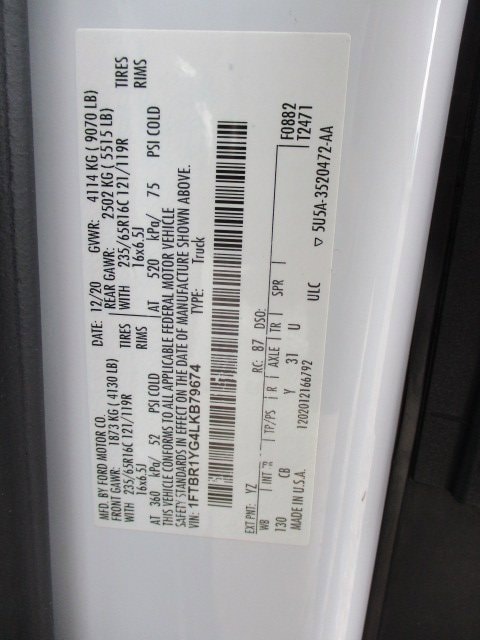 MFD. BY FORD MOTOR CO. DATE: 12/20 GVWR: 4114 KG ( 9070 LB)
FRONT GAWR: 1873 KG ( 4130 LB) REAR GAWR: 2502 KG ( 5515 LB)
WITH 235/65R16C 121/119R TIRES WITH 235/65R16C 121/119R TIRES
16x6.5J RIMS 16x6.5J RIMS
AT 360 kPa/ 52 PSI COLD AT 520 kPa/ 75 PSI COLD
THIS VEHICLE CONFORMS TO ALL APPLICABLE FEDERAL MOTOR VEHICLE
SAFETY STANDARDS IN EFFECT ON THE DATE OF MANUFACTURE SHOWN ABOVE.
VIN: 1FTBR1YG4LKB79674 TYPE: Truck
EXT PNT: YZ RC: 87 DSO: F0882
WB INT TR TP/PS R AXLE TR SPR T2471
130 CB Y 31 U
MADE IN U.S.A. ULC ▽ 5U5A-3520472-AA
1202012166792